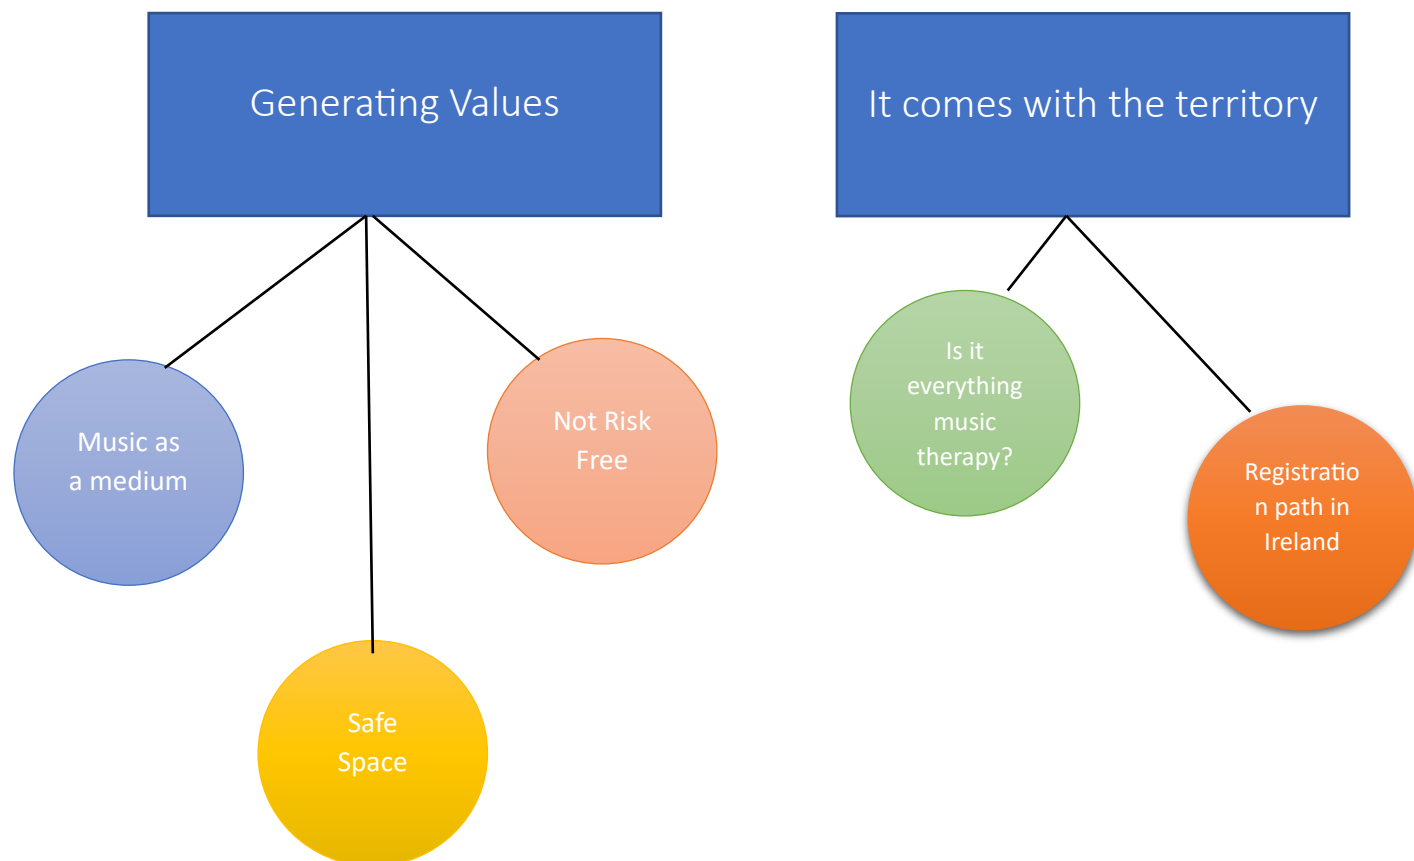 Generating Values
It comes with the territory
Music as
a medium
Not Risk
Free
Safe
Space
Is it
everything
music
therapy?
Registratio
n path in
Ireland